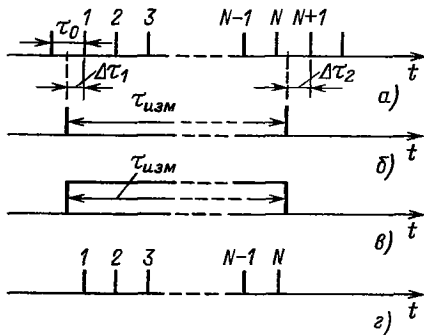 τ₀ 1 2 3 N-1 N N+1
t
Δτ₁ Δτ₂
а)
τизм
t
б)
τизм
t
в)
1 2 3 N-1 N
t
г)